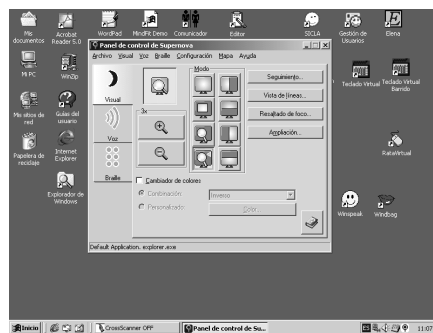 Mis documentos
Acrobat Reader 5.0
WordPad
MindFit Demo
Comunicador
Editor
SICLA
Gestión de Usuarios
Elena
Mi PC
WinZip
Mis sitios de red
Guías del usuario
Papelera de reciclaje
Internet Explorer
Explorador de Windows
Teclado Virtual
Teclado Virtual Barrido
RataVirtual
Winspeak
Windbag
Panel de control de Supernova
Archivo Visual Voz Braille Configuración Mapa Ayuda
Visual
Voz
Braille
3x
Modo
Seguimiento...
Vista de líneas...
Resaltado de foco...
Ampliación...
Cambiador de colores
Combinación:
Inverso
Personalizado:
Color...
Default Application. explorer.exe
Inicio
CrossScanner OFF
Panel de control de Su...
11:07